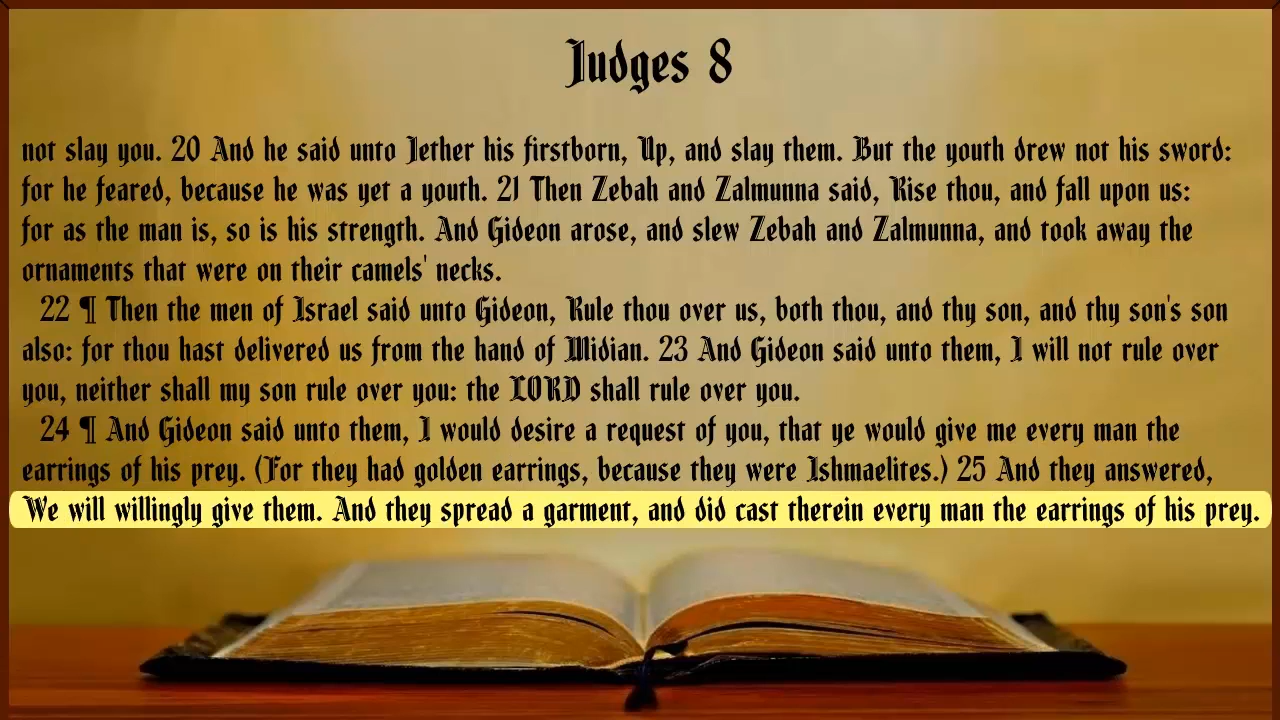 Judges 8
not slay you. 20 And he said unto Jether his firstborn, Up, and slay them. But the youth drew not his sword:
for he feared, because he was yet a youth. 21 Then Zebah and Zalmunna said, Rise thou, and fall upon us:
for as the man is, so is his strength. And Gideon arose, and slew Zebah and Zalmunna, and took away the
ornaments that were on their camels' necks.
22 ¶ Then the men of Israel said unto Gideon, Rule thou over us, both thou, and thy son, and thy son's son
also: for thou hast delivered us from the hand of Midian. 23 And Gideon said unto them, I will not rule over
you, neither shall my son rule over you: the LORD shall rule over you.
24 ¶ And Gideon said unto them, I would desire a request of you, that ye would give me every man the
earrings of his prey. (For they had golden earrings, because they were Ishmaelites.) 25 And they answered,
We will willingly give them. And they spread a garment, and did cast therein every man the earrings of his prey.